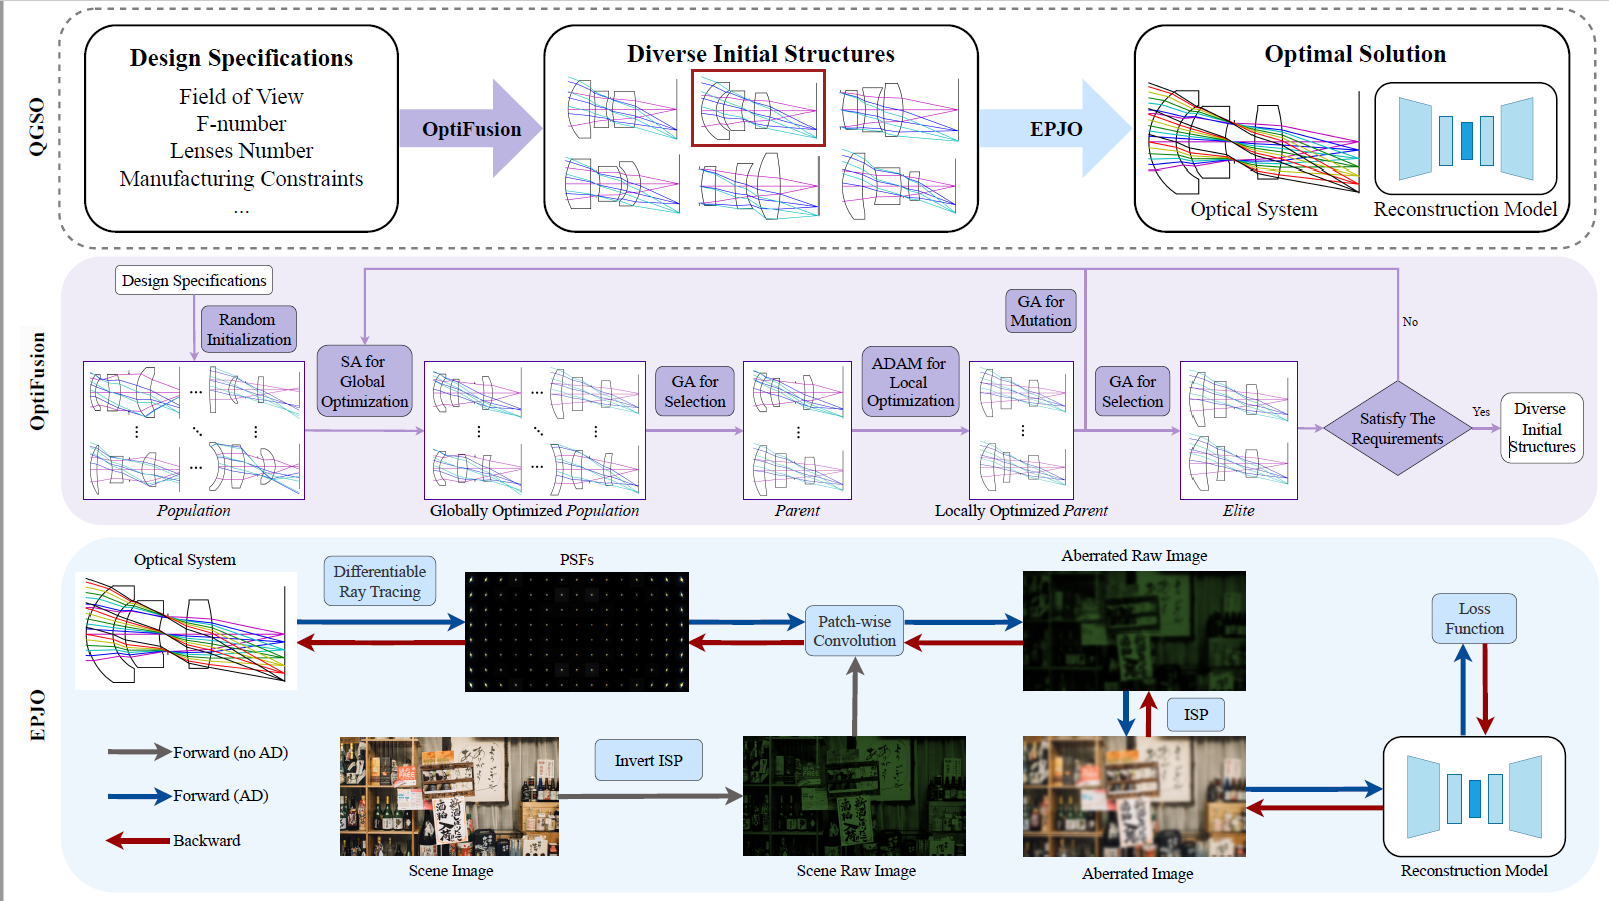 QGSO
Design Specifications
Field of View
F-number
Lenses Number
Manufacturing Constraints
...
OptiFusion
Diverse Initial Structures
EPJO
Optimal Solution
Optical System
Reconstruction Model
OptiFusion
Design Specifications
Random
Initialization
SA for
Global
Optimization
GA for
Selection
ADAM for
Local
Optimization
GA for
Mutation
GA for
Selection
No
Satisfy The
Requirements
Yes
Diverse
Initial
Structures
Population
Globally Optimized Population
Parent
Locally Optimized Parent
Elite
EPJO
Optical System
Differentiable
Ray Tracing
PSFs
Patch-wise
Convolution
Aberrated Raw Image
Loss
Function
ISP
Forward (no AD)
Forward (AD)
Backward
Invert ISP
Scene Image
Scene Raw Image
Aberrated Image
Reconstruction Model